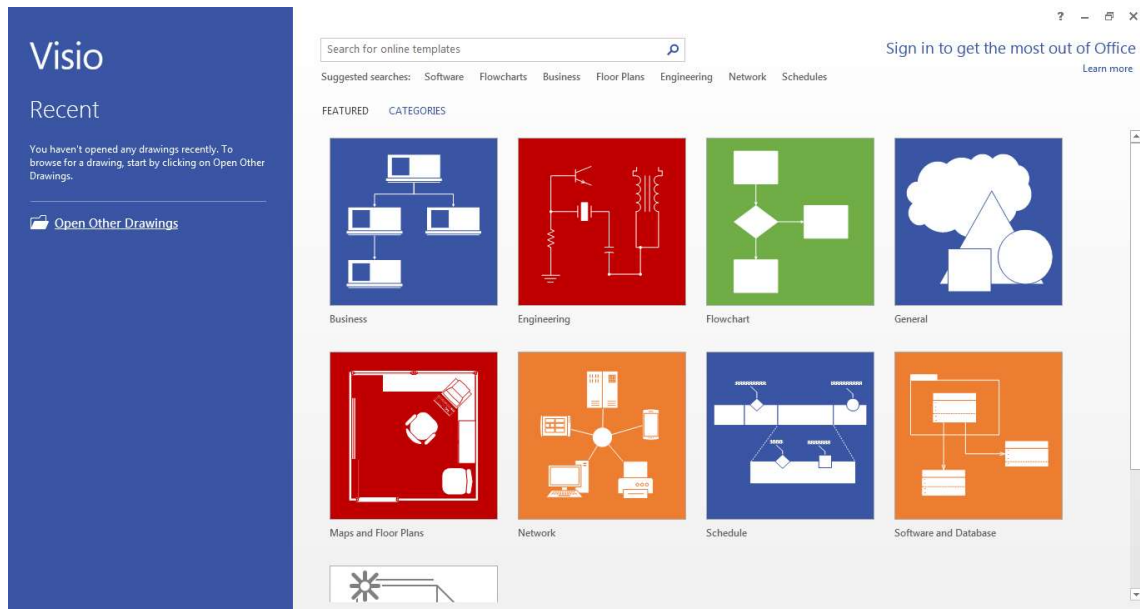 ?
Visio
Search for online templates
Sign in to get the most out of Office
Learn more
Suggested searches: Software Flowcharts Business Floor Plans Engineering Network Schedules
Recent
FEATURED CATEGORIES
You haven't opened any drawings recently. To
browse for a drawing, start by clicking on Open Other
Drawings.
Open Other Drawings
Business Engineering Flowchart General
Maps and Floor Plans Network Schedule Software and Database